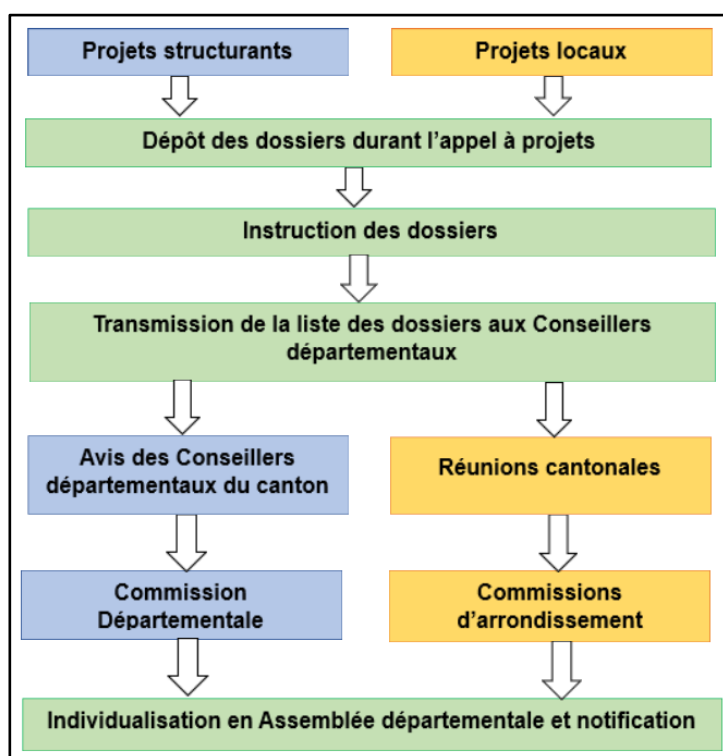 Projets structurants
Projets locaux
Dépôt des dossiers durant l'appel à projets
Instruction des dossiers
Transmission de la liste des dossiers aux Conseillers
départementaux
Avis des Conseillers
départementaux du canton
Réunions cantonales
Commission
Départementale
Commissions
d'arrondissement
Individualisation en Assemblée départementale et notification